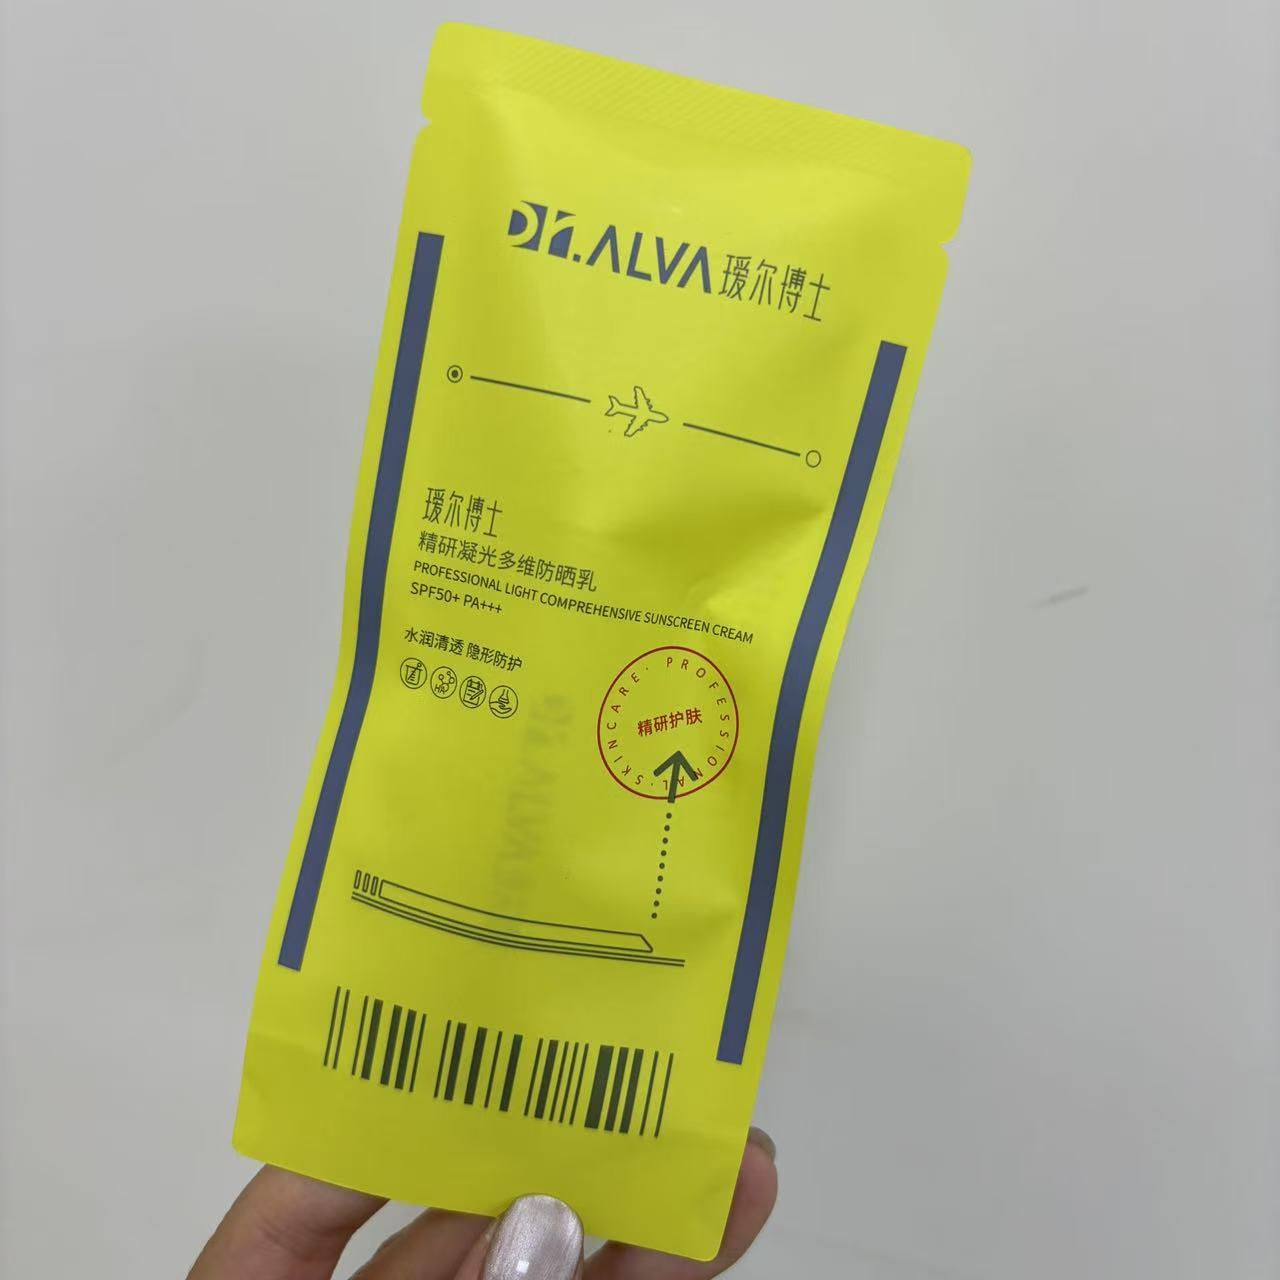 Dr.ALVA 瑷尔博士
瑷尔博士
精研凝光多维防晒乳
PROFESSIONAL LIGHT COMPREHENSIVE SUNSCREEN CREAM
SPF50+ PA+++
水润清透 隐形防护
HA
PROFESSIONAL·SKINCARE·
精研护肤